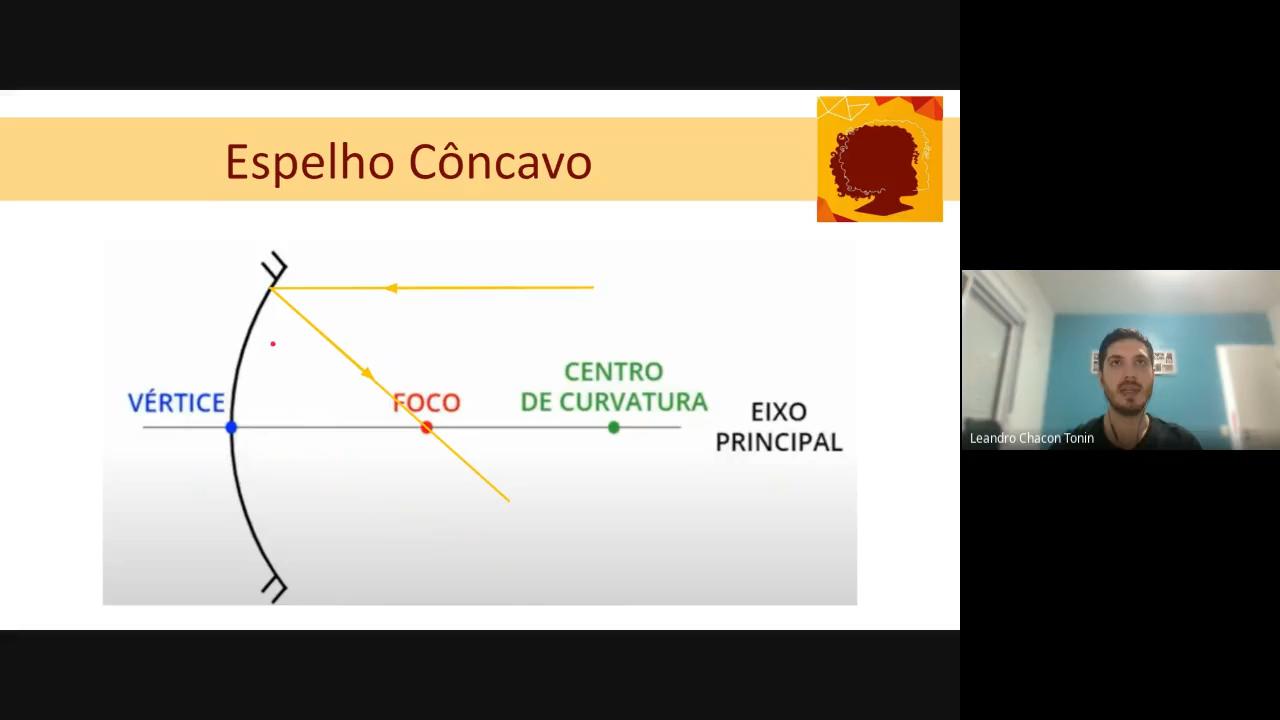 Espelho Côncavo
VÉRTICE
FOCO
CENTRO
DE CURVATURA
EIXO
PRINCIPAL
Leandro Chacon Tonin